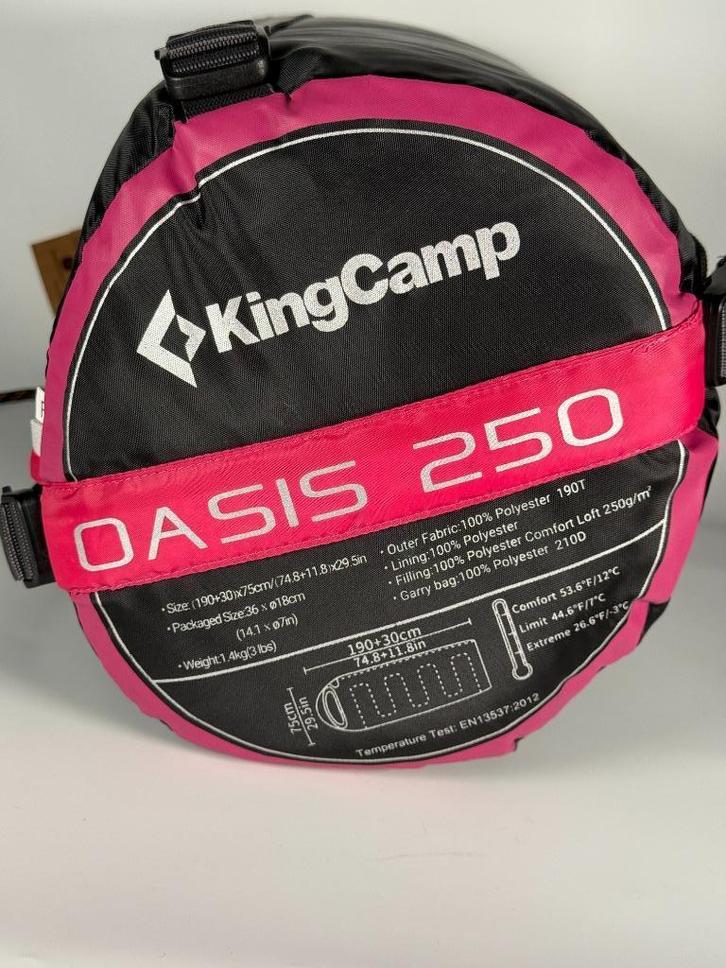 KingCamp
OASIS 250
• Size: (190+30)x75cm/(74.8+11.8)x29.5in
• Packaged Size:36 x ø18cm
(14.1 x ø7in)
• Weight:1.4kg(3 lbs)
• Outer Fabric:100% Polyester 190T
• Lining:100% Polyester
• Filling:100% Polyester Comfort Loft 250g/m²
• Garry bag:100% Polyester 210D
190+30cm
74.8+11.8in
75cm
29.5in
Comfort 53.6°F/12°C
Limit 44.6°F/7°C
Extreme 26.6°F/-3°C
Temperature Test: EN13537:2012